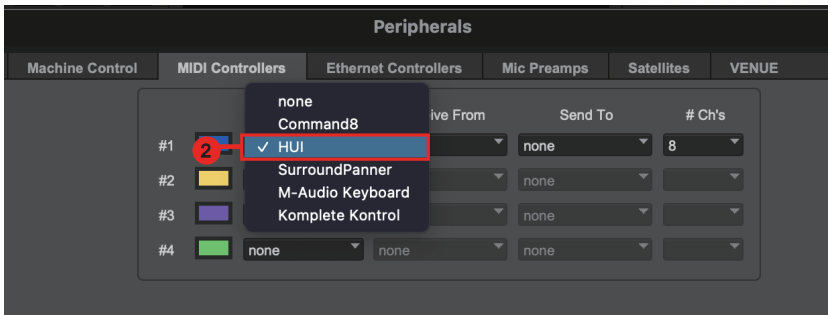 Peripherals
Machine Control MIDI Controllers Ethernet Controllers Mic Preamps Satellites VENUE
none
Command8
ive From Send To # Ch's
#1 2 ✓ HUI none 8
SurroundPanner
#2 none
M-Audio Keyboard
#3 Komplete Kontrol none
#4 none none none